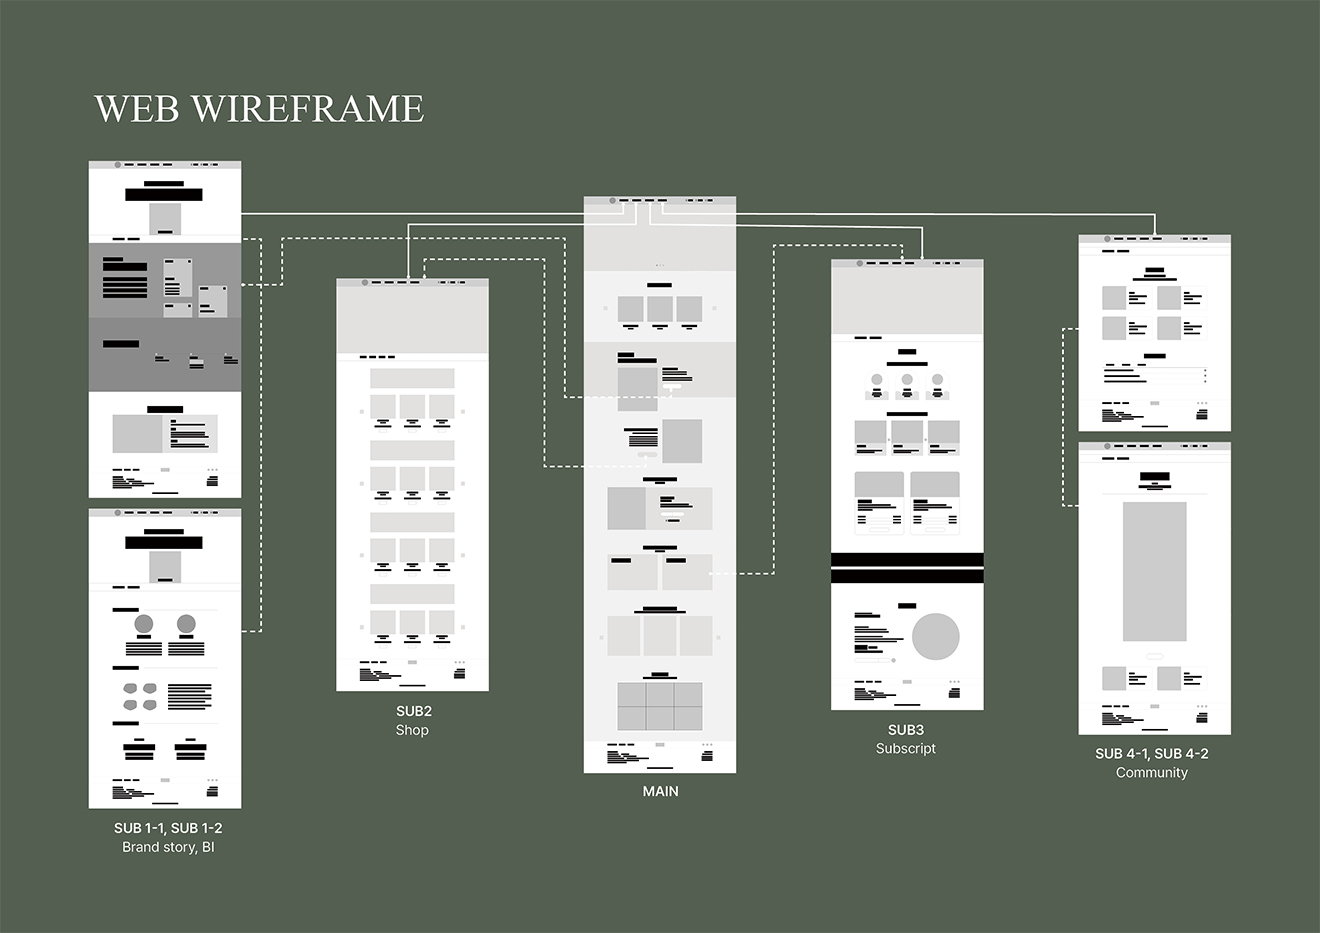 WEB WIREFRAME
SUB 1-1, SUB 1-2
Brand story, BI
SUB2
Shop
MAIN
SUB3
Subscript
SUB 4-1, SUB 4-2
Community